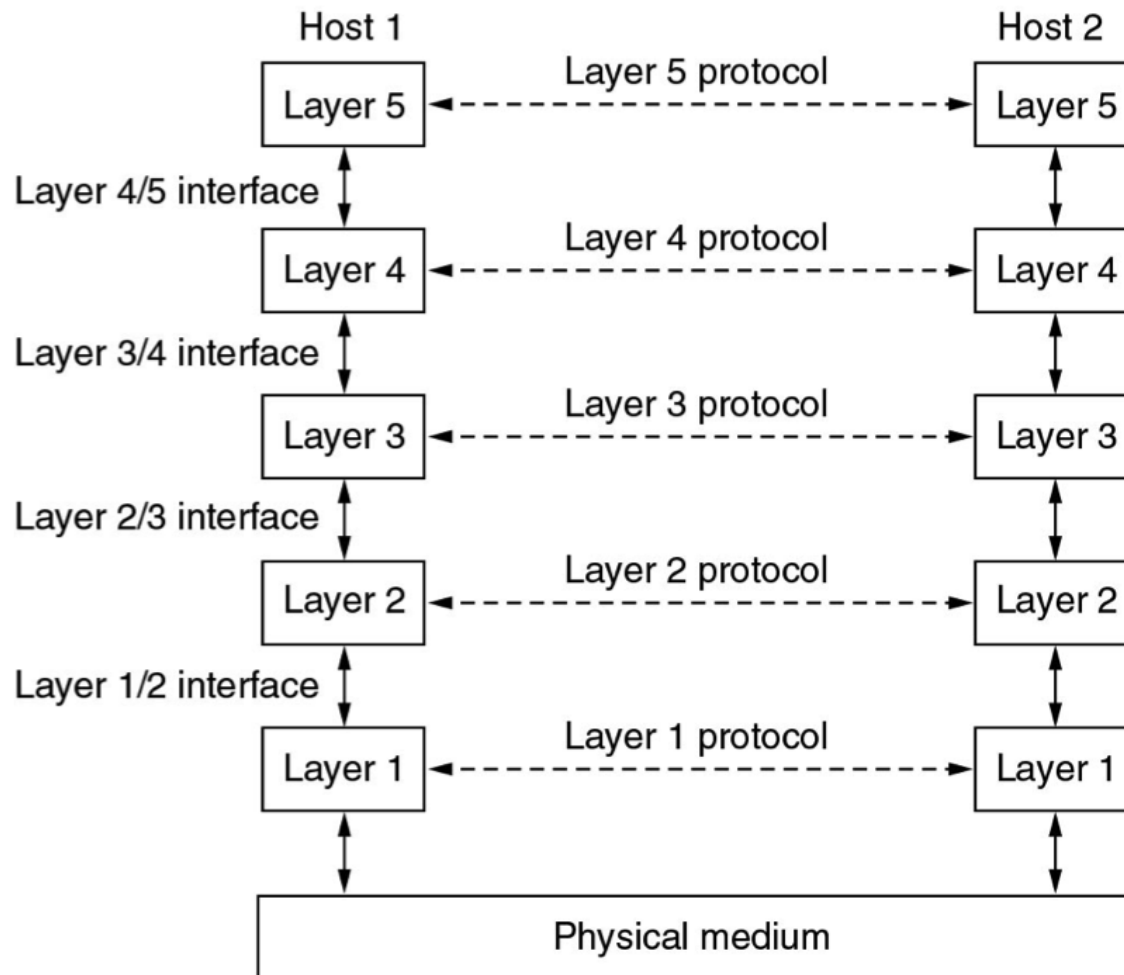 Host 1
Host 2
Layer 5
Layer 5 protocol
Layer 5
Layer 4/5 interface
Layer 4
Layer 4 protocol
Layer 4
Layer 3/4 interface
Layer 3
Layer 3 protocol
Layer 3
Layer 2/3 interface
Layer 2
Layer 2 protocol
Layer 2
Layer 1/2 interface
Layer 1
Layer 1 protocol
Layer 1
Physical medium